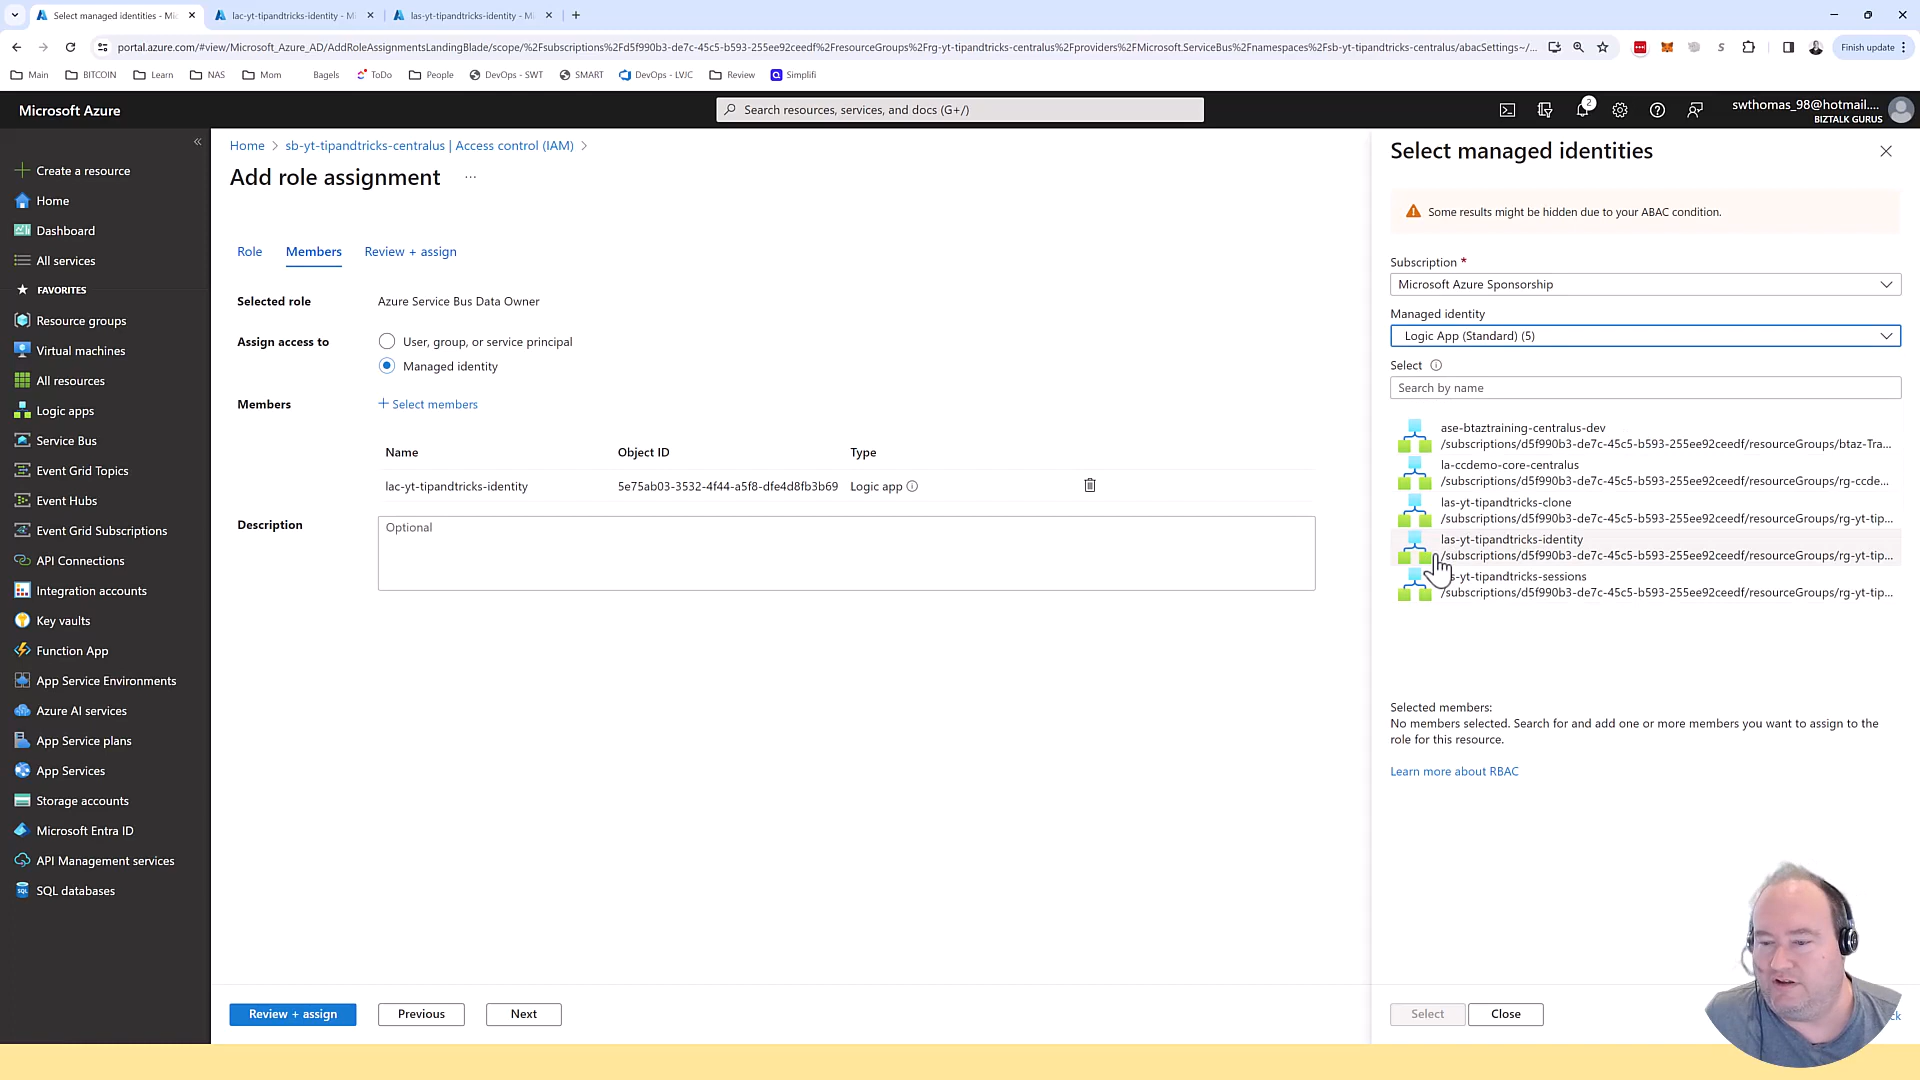 Select managed identities - Mi
lac-yt-tipandtricks-identity - Mi
las-yt-tipandtricks-identity - Mi
portal.azure.com/#view/Microsoft_Azure_AD/AddRoleAssignmentsLandingBlade/scope/%2Fsubscriptions%2Fd5f990b3-de7c-45c5-b593-255ee92ceedf%2FresourceGroups%2Frg-yt-tipandtricks-centralus%2Fproviders%2FMicrosoft.ServiceBus%2Fnamespaces%2Fsb-yt-tipandtricks-centralus/abacSettings~/...
Finish update
Main
BITCOIN
Learn
NAS
Mom
Bagels
ToDo
People
DevOps - SWT
SMART
DevOps - LVJC
Review
Simplifi
Microsoft Azure
Search resources, services, and docs (G+/)
2
swthomas_98@hotmail....
BIZTALK GURUS
Create a resource
Home
Dashboard
All services
FAVORITES
Resource groups
Virtual machines
All resources
Logic apps
Service Bus
Event Grid Topics
Event Hubs
Event Grid Subscriptions
API Connections
Integration accounts
Key vaults
Function App
App Service Environments
Azure AI services
App Service plans
App Services
Storage accounts
Microsoft Entra ID
API Management services
SQL databases
Home > sb-yt-tipandtricks-centralus | Access control (IAM) >
Add role assignment ...
Role
Members
Review + assign
Selected role
Azure Service Bus Data Owner
Assign access to
User, group, or service principal
Managed identity
Members
+ Select members
Name
Object ID
Type
lac-yt-tipandtricks-identity
5e75ab03-3532-4f44-a5f8-dfe4d8fb3b69
Logic app
Description
Optional
Review + assign
Previous
Next
Select managed identities
Some results might be hidden due to your ABAC condition.
Subscription *
Microsoft Azure Sponsorship
Managed identity
Logic App (Standard) (5)
Select
Search by name
ase-btaztraining-centralus-dev
/subscriptions/d5f990b3-de7c-45c5-b593-255ee92ceedf/resourceGroups/btaz-Tra...
la-ccdemo-core-centralus
/subscriptions/d5f990b3-de7c-45c5-b593-255ee92ceedf/resourceGroups/rg-ccde...
las-yt-tipandtricks-clone
/subscriptions/d5f990b3-de7c-45c5-b593-255ee92ceedf/resourceGroups/rg-yt-tip...
las-yt-tipandtricks-identity
/subscriptions/d5f990b3-de7c-45c5-b593-255ee92ceedf/resourceGroups/rg-yt-tip...
s-yt-tipandtricks-sessions
/subscriptions/d5f990b3-de7c-45c5-b593-255ee92ceedf/resourceGroups/rg-yt-tip...
Selected members:
No members selected. Search for and add one or more members you want to assign to the
role for this resource.
Learn more about RBAC
Select
Close